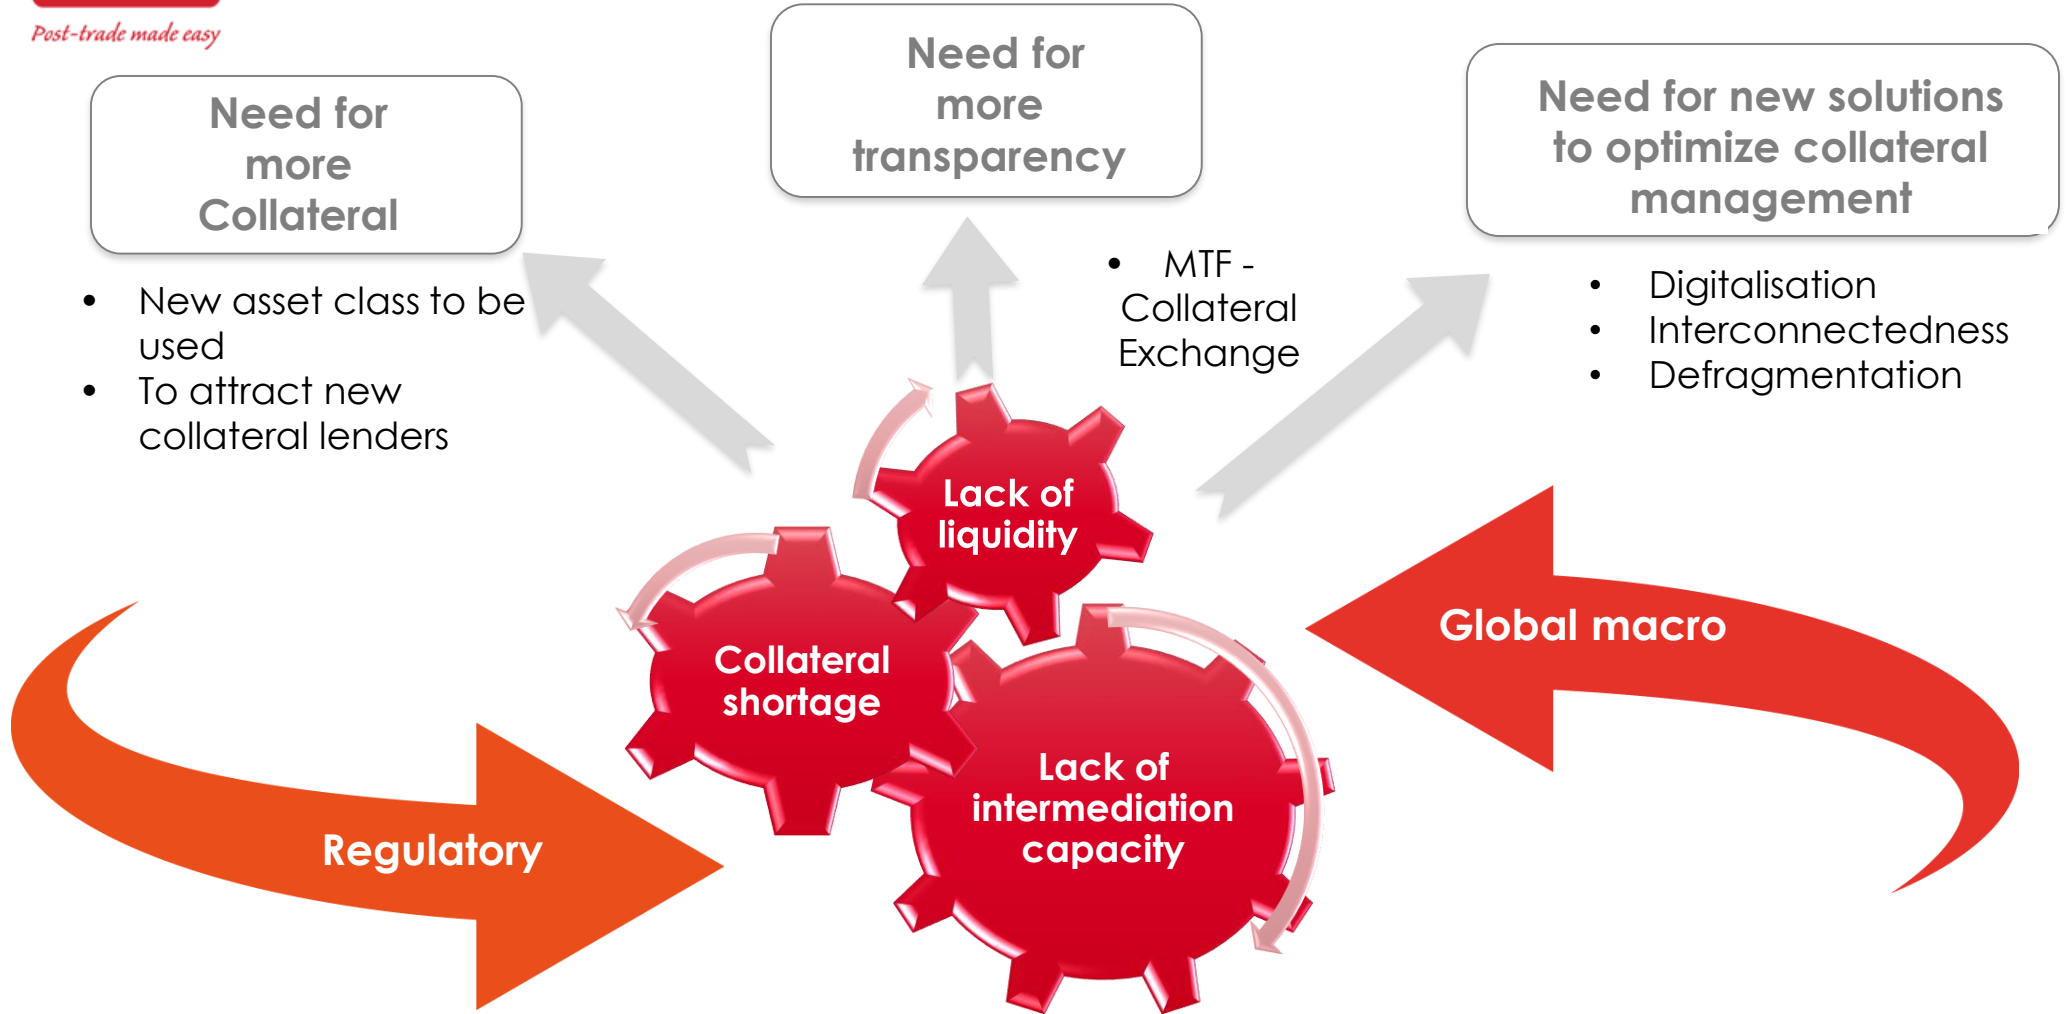 Post-trade made easy
Need for
more
Collateral
• New asset class to be
used
• To attract new
collateral lenders
Need for
more
transparency
• MTF -
Collateral
Exchange
Need for new solutions
to optimize collateral
management
• Digitalisation
• Interconnectedness
• Defragmentation
Lack of
liquidity
Collateral
shortage
Lack of
intermediation
capacity
Global macro
Regulatory